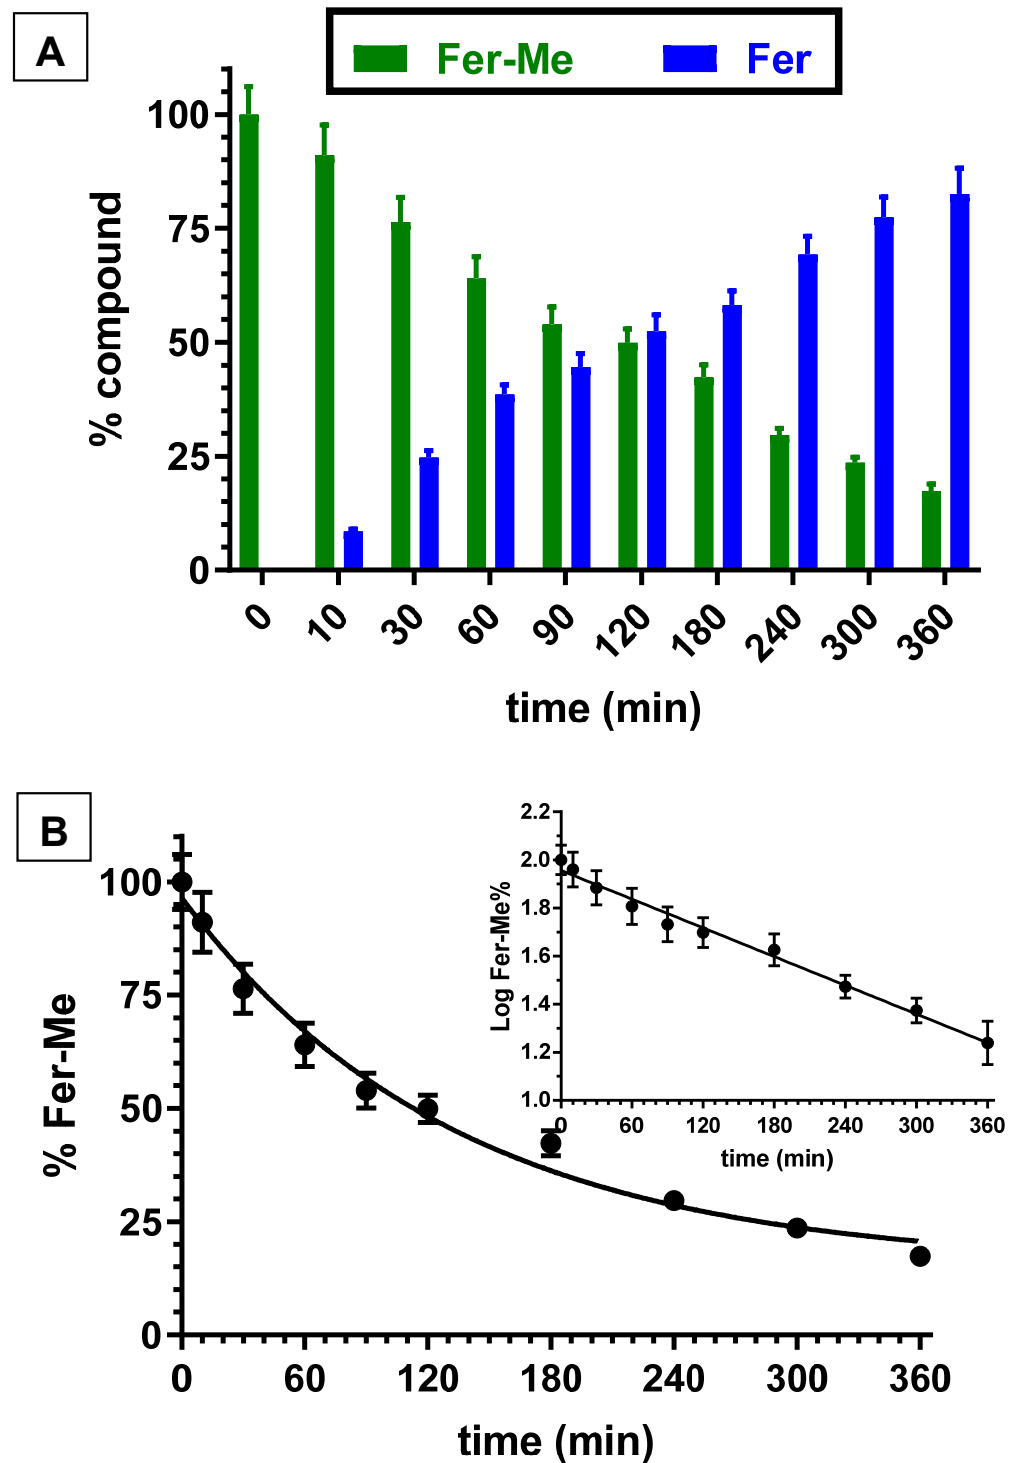 A
Fer-Me Fer
100
75
50
25
0
% compound
0 10 30 60 90 120 180 240 300 360
time (min)
B
100
75
50
25
0
% Fer-Me
0 60 120 180 240 300 360
time (min)
2.2
2.0
1.8
1.6
1.4
1.2
1.0
Log Fer-Me%
0 60 120 180 240 300 360
time (min)